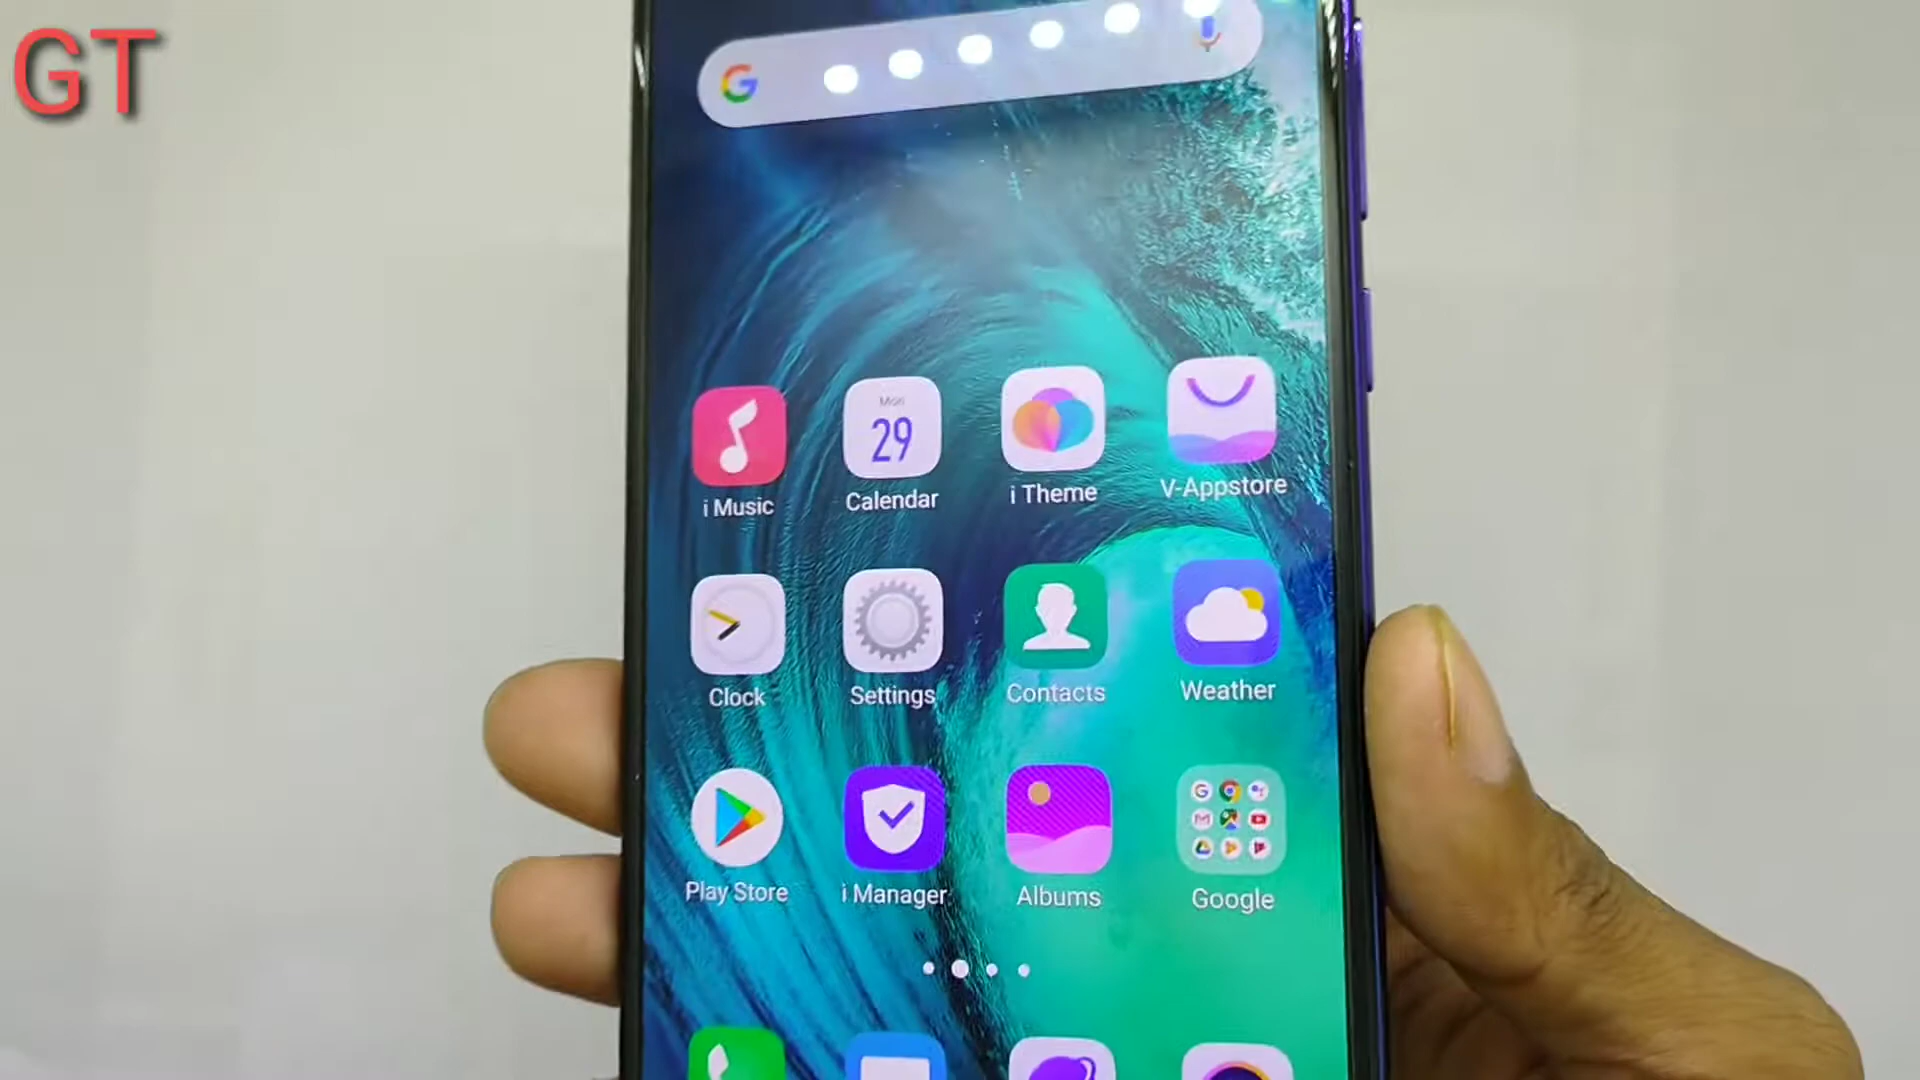 GT
G
Mon
29
i Music
Calendar
i Theme
V-Appstore
Clock
Settings
Contacts
Weather
Play Store
i Manager
Albums
Google